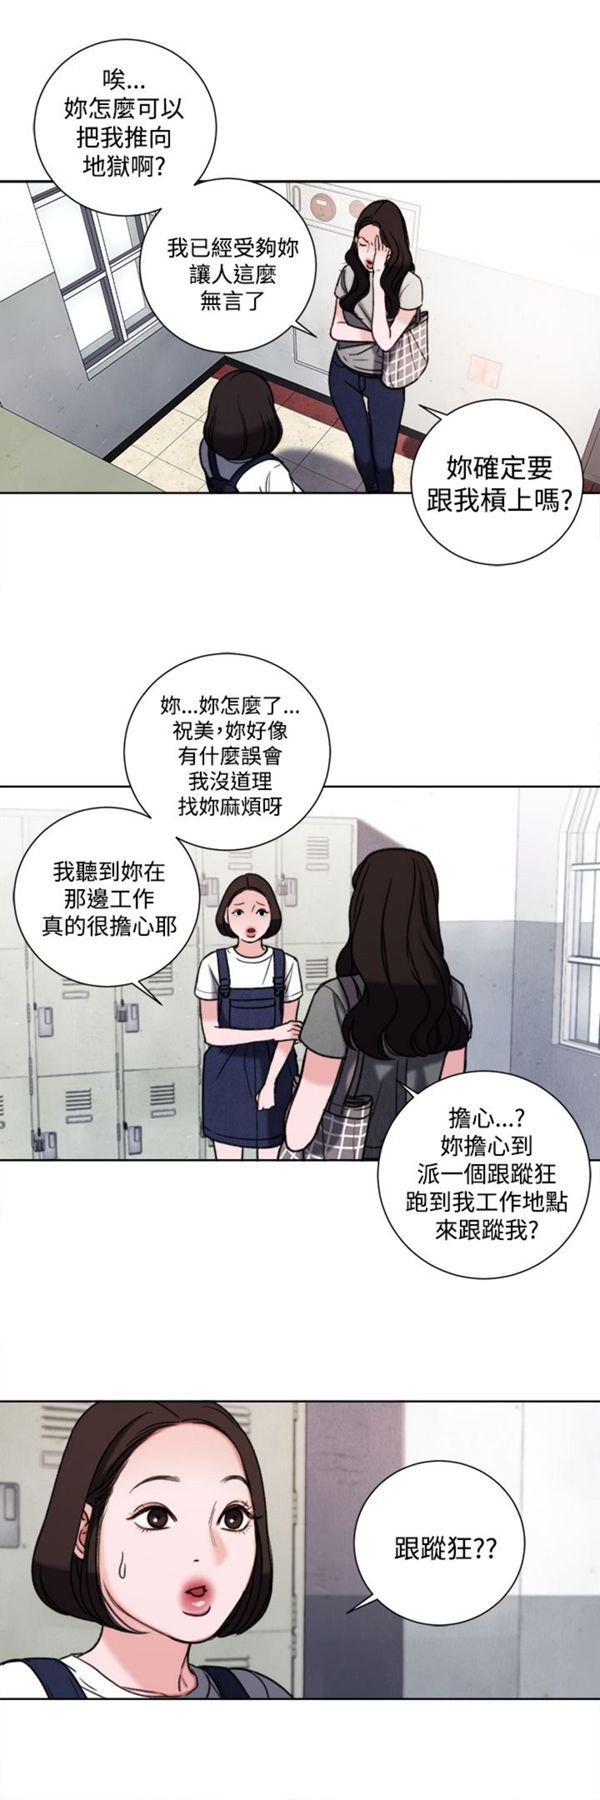 唉…
妳怎麼可以
把我推向
地獄啊?
我已經受夠妳
讓人這麼
無言了
妳確定要
跟我槓上嗎?
妳…妳怎麼了…
祝美,妳好像
有什麼誤會
我沒道理
找妳麻煩呀
我聽到妳在
那邊工作
真的很擔心耶
擔心…?
妳擔心到
派一個跟蹤狂
跑到我工作地點
來跟蹤我?
跟蹤狂??